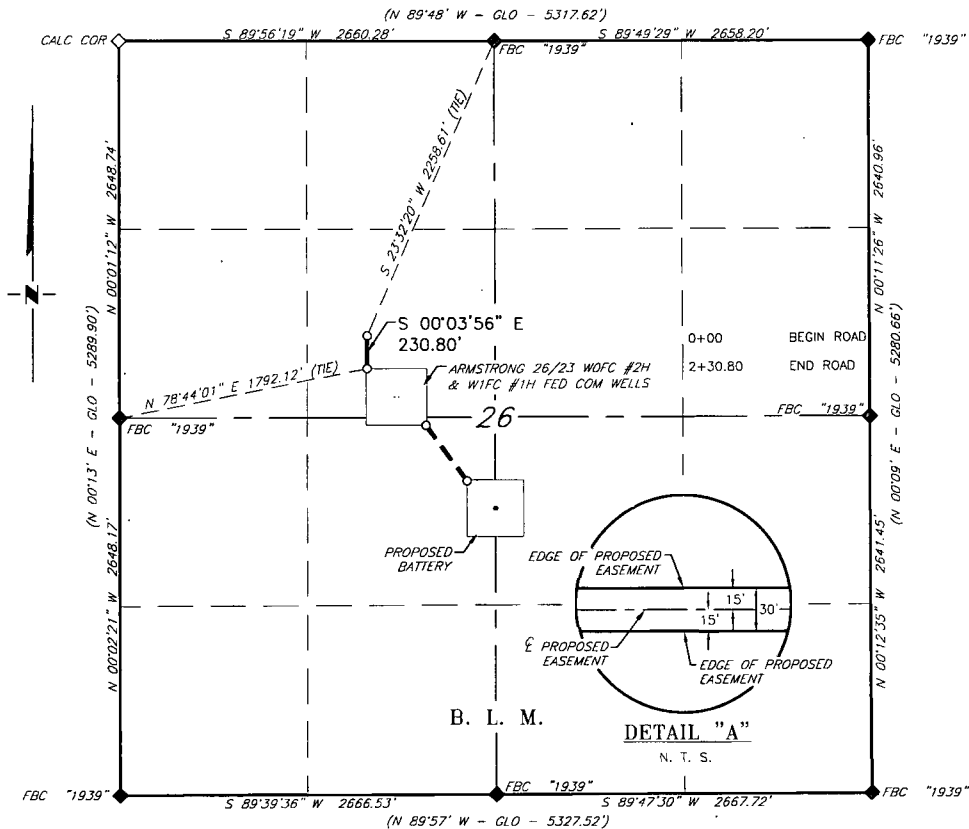 (N 89°48' W - GLO - 5317.62')
CALC COR
S 89°56'19" W 2660.28'
FBC "1939"
S 89°49'29" W 2658.20'
FBC "1939"
N 00°01'12" W 2648.74'
S 23°32'20" W 2258.61' (TIE)
N 00°11'26" W 2640.96'
N
(N 00°13' E - GLO - 5289.90')
(N 00°09' E - GLO - 5280.66')
S 00°03'56" E
230.80'
0+00 BEGIN ROAD
2+30.80 END ROAD
ARMSTRONG 26/23 W0FC #2H
& W1FC #1H FED COM WELLS
N 78°44'01" E 1792.12' (TIE)
FBC "1939"
26
FBC "1939"
PROPOSED
BATTERY
N 00°02'21" W 2648.17'
N 00°12'35" W 2641.45'
EDGE OF PROPOSED
EASEMENT
15'
15'
30'
℄ PROPOSED
EASEMENT
EDGE OF PROPOSED
EASEMENT
B. L. M.
DETAIL "A"
N. T. S.
FBC "1939"
S 89°39'36" W 2666.53'
FBC "1939"
S 89°47'30" W 2667.72'
FBC "1939"
(N 89°57' W - GLO - 5327.52')